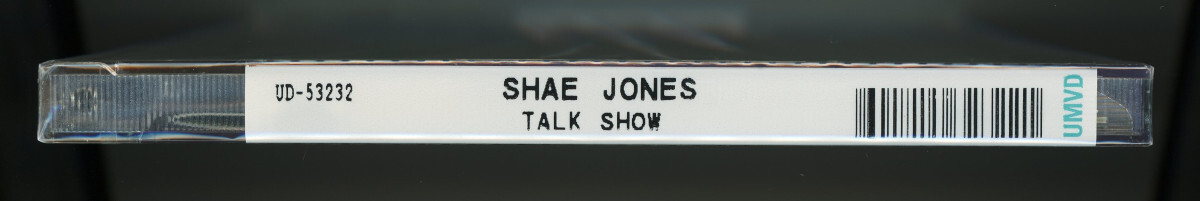 UD-53232
SHAE JONES
TALK SHOW
UMVD